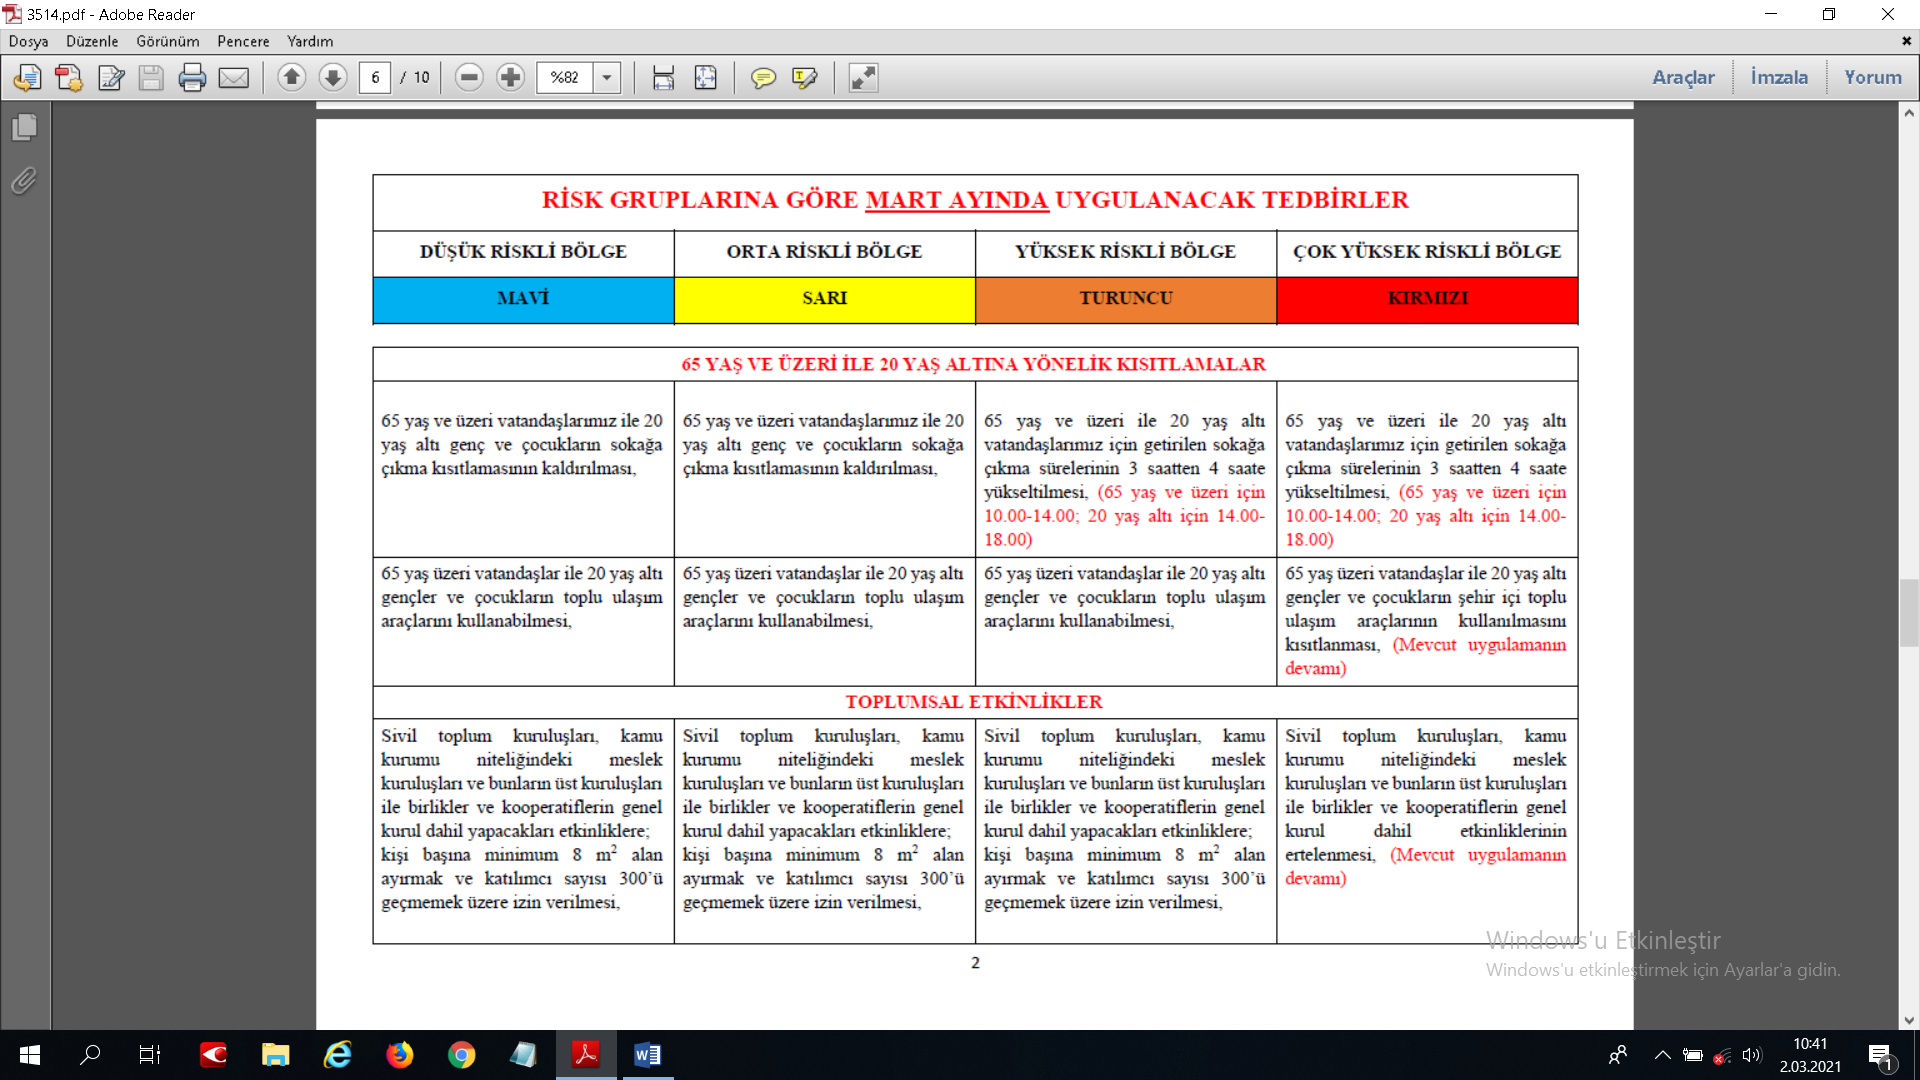 3514.pdf - Adobe Reader
Dosya Düzenle Görünüm Pencere Yardım
6 / 10 %82 Araçlar İmzala Yorum
RİSK GRUPLARINA GÖRE MART AYINDA UYGULANACAK TEDBİRLER
DÜŞÜK RİSKLİ BÖLGE ORTA RİSKLİ BÖLGE YÜKSEK RİSKLİ BÖLGE ÇOK YÜKSEK RİSKLİ BÖLGE
MAVİ SARI TURUNCU KIRMIZI
65 YAŞ VE ÜZERİ İLE 20 YAŞ ALTINA YÖNELİK KISITLAMALAR
65 yaş ve üzeri vatandaşlarımız ile 20
yaş altı genç ve çocukların sokağa
çıkma kısıtlamasının kaldırılması,
65 yaş ve üzeri vatandaşlarımız ile 20
yaş altı genç ve çocukların sokağa
çıkma kısıtlamasının kaldırılması,
65 yaş ve üzeri ile 20 yaş altı
vatandaşlarımız için getirilen sokağa
çıkma sürelerinin 3 saatten 4 saate
yükseltilmesi, (65 yaş ve üzeri için
10.00-14.00; 20 yaş altı için 14.00-
18.00)
65 yaş ve üzeri ile 20 yaş altı
vatandaşlarımız için getirilen sokağa
çıkma sürelerinin 3 saatten 4 saate
yükseltilmesi, (65 yaş ve üzeri için
10.00-14.00; 20 yaş altı için 14.00-
18.00)
65 yaş üzeri vatandaşlar ile 20 yaş altı
gençler ve çocukların toplu ulaşım
araçlarını kullanabilmesi,
65 yaş üzeri vatandaşlar ile 20 yaş altı
gençler ve çocukların toplu ulaşım
araçlarını kullanabilmesi,
65 yaş üzeri vatandaşlar ile 20 yaş altı
gençler ve çocukların toplu ulaşım
araçlarını kullanabilmesi,
65 yaş üzeri vatandaşlar ile 20 yaş altı
gençler ve çocukların şehir içi toplu
ulaşım araçlarının kullanılmasını
kısıtlanması, (Mevcut uygulamanın
devamı)
TOPLUMSAL ETKİNLİKLER
Sivil toplum kuruluşları, kamu
kurumu niteliğindeki meslek
kuruluşları ve bunların üst kuruluşları
ile birlikler ve kooperatiflerin genel
kurul dahil yapacakları etkinliklere;
kişi başına minimum 8 m² alan
ayırmak ve katılımcı sayısı 300’ü
geçmemek üzere izin verilmesi,
Sivil toplum kuruluşları, kamu
kurumu niteliğindeki meslek
kuruluşları ve bunların üst kuruluşları
ile birlikler ve kooperatiflerin genel
kurul dahil yapacakları etkinliklere;
kişi başına minimum 8 m² alan
ayırmak ve katılımcı sayısı 300’ü
geçmemek üzere izin verilmesi,
Sivil toplum kuruluşları, kamu
kurumu niteliğindeki meslek
kuruluşları ve bunların üst kuruluşları
ile birlikler ve kooperatiflerin genel
kurul dahil yapacakları etkinliklere;
kişi başına minimum 8 m² alan
ayırmak ve katılımcı sayısı 300’ü
geçmemek üzere izin verilmesi,
Sivil toplum kuruluşları, kamu
kurumu niteliğindeki meslek
kuruluşları ve bunların üst kuruluşları
ile birlikler ve kooperatiflerin genel
kurul dahil etkinliklerinin
ertelenmesi, (Mevcut uygulamanın
devamı)
2
Windows'u Etkinleştir
Windows'u etkinleştirmek için Ayarlar'a gidin.
10:41
2.03.2021
1